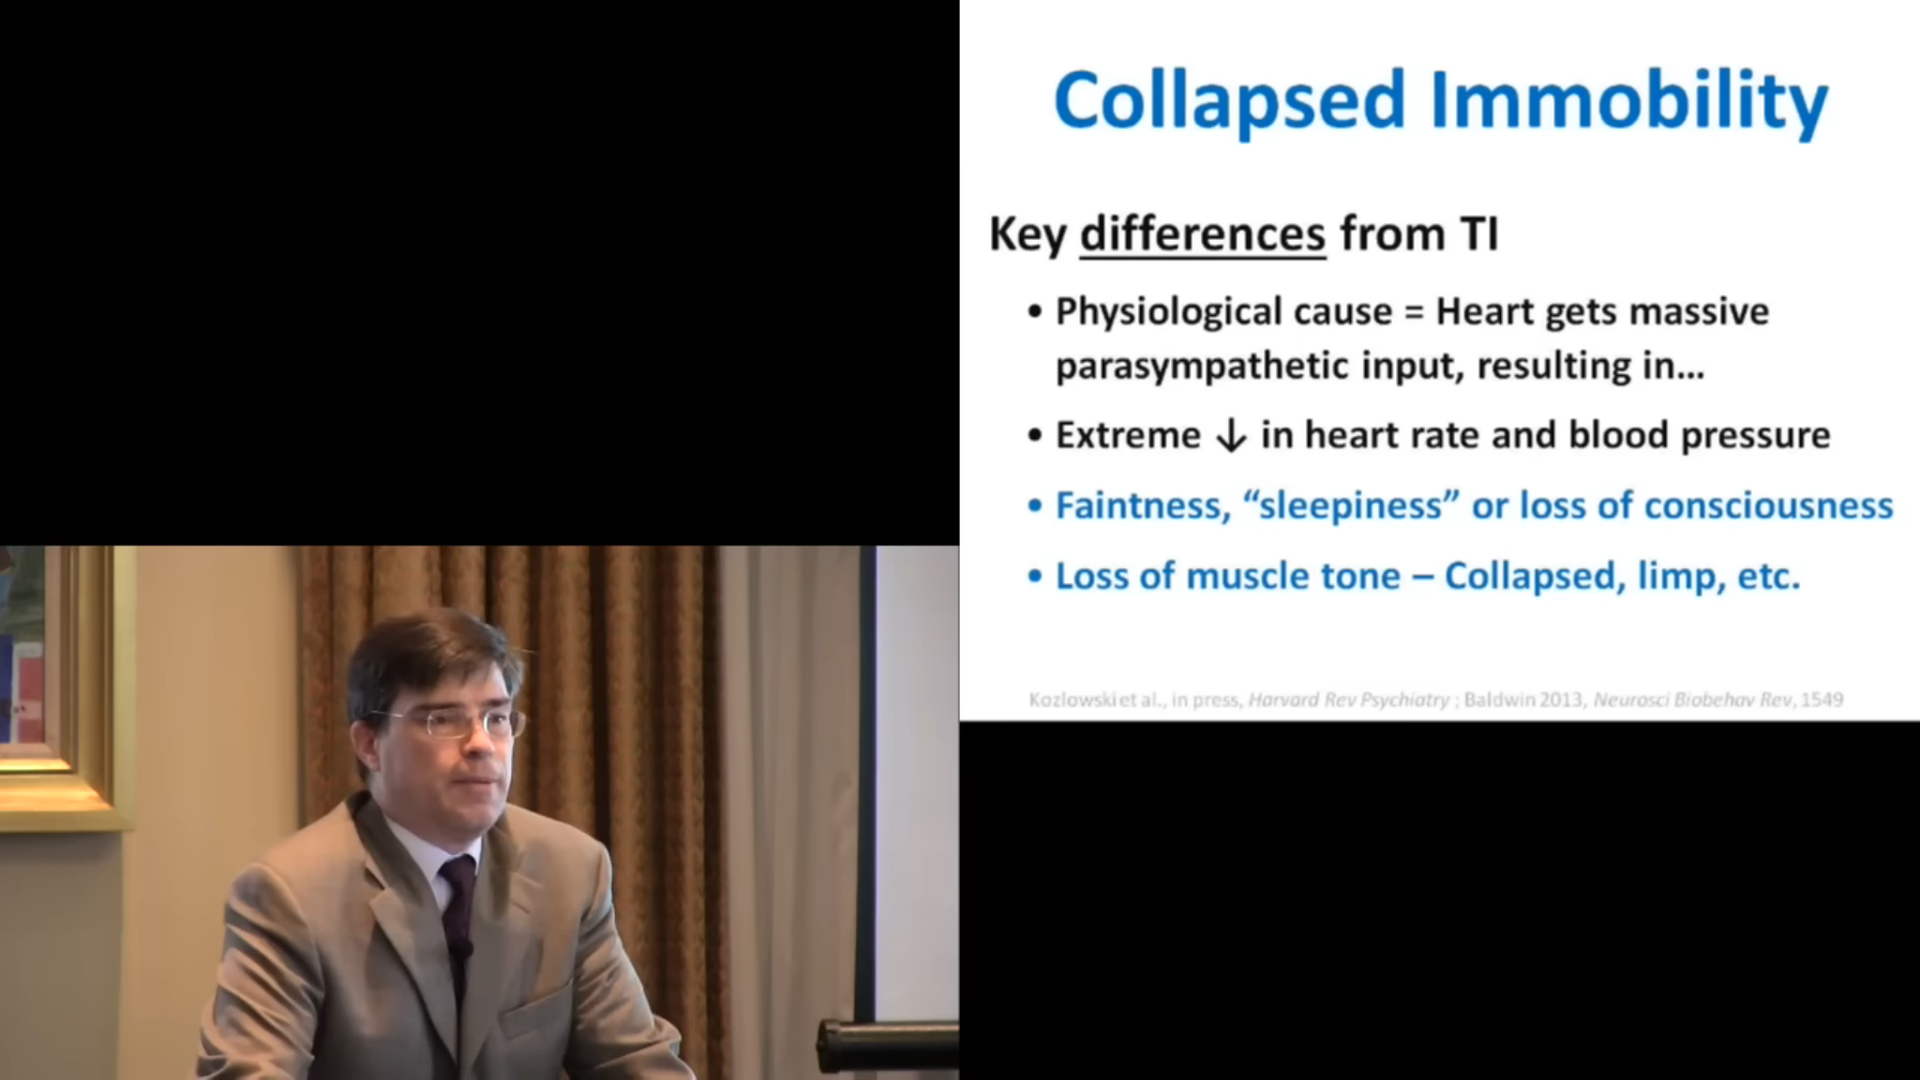 Collapsed Immobility
Key differences from TI
• Physiological cause = Heart gets massive
parasympathetic input, resulting in...
• Extreme ↓ in heart rate and blood pressure
• Faintness, “sleepiness” or loss of consciousness
• Loss of muscle tone – Collapsed, limp, etc.
Kozlowski et al., in press, Harvard Rev Psychiatry ; Baldwin 2013, Neurosci Biobehav Rev, 1549